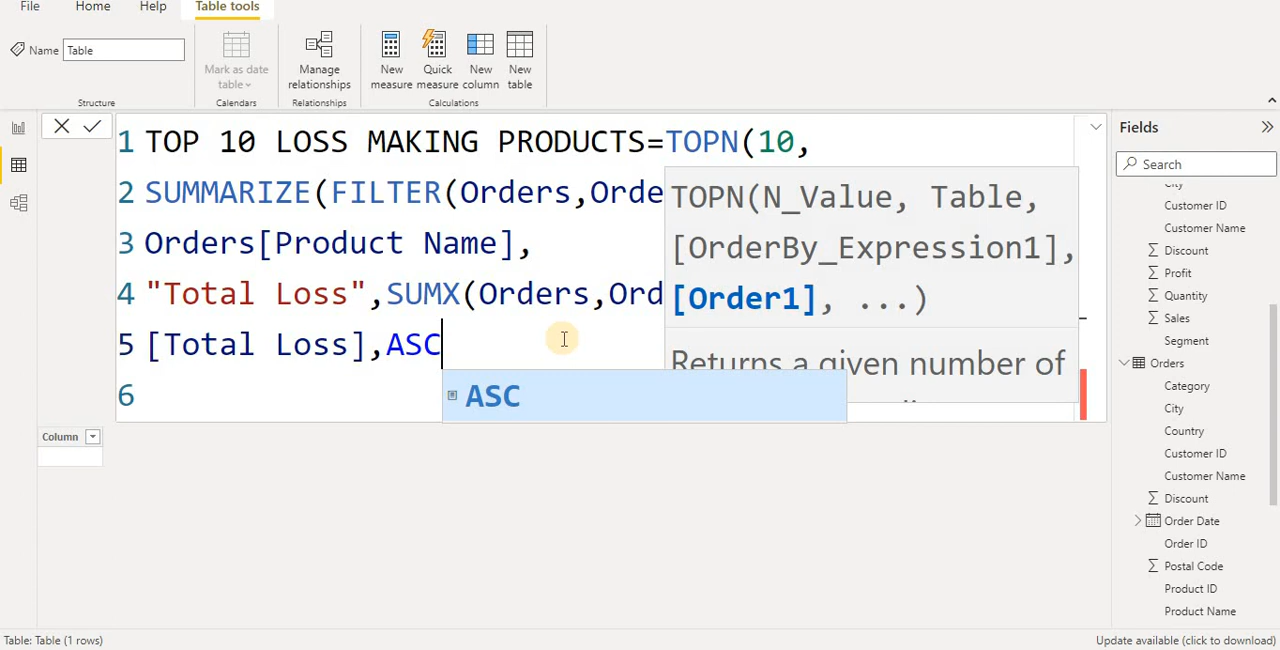 File Home Help Table tools
Name Table
Mark as date table
Manage relationships
New measure
Quick measure
New column
New table
Structure Calendars Relationships Calculations
1 TOP 10 LOSS MAKING PRODUCTS=TOPN(10,
2 SUMMARIZE(FILTER(Orders,Orde
3 Orders[Product Name],
4 "Total Loss",SUMX(Orders,Ord
5 [Total Loss],ASC
6
TOPN(N_Value, Table,
[OrderBy_Expression1],
[Order1], ...)
Returns a given number of
ASC
Column
Fields
Search
City
Customer ID
Customer Name
Discount
Profit
Quantity
Sales
Segment
Orders
Category
City
Country
Customer ID
Customer Name
Discount
Order Date
Order ID
Postal Code
Product ID
Product Name
Table: Table (1 rows)
Update available (click to download)